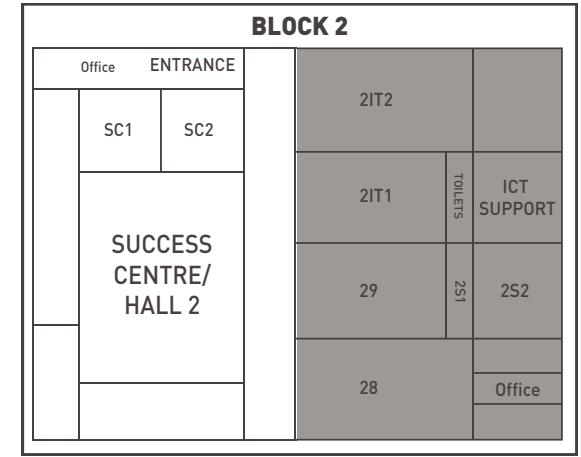 BLOCK 2
Office ENTRANCE
SC1 SC2
SUCCESS
CENTRE/
HALL 2
2IT2
2IT1
TOILETS
ICT
SUPPORT
29
2S1
2S2
28
Office